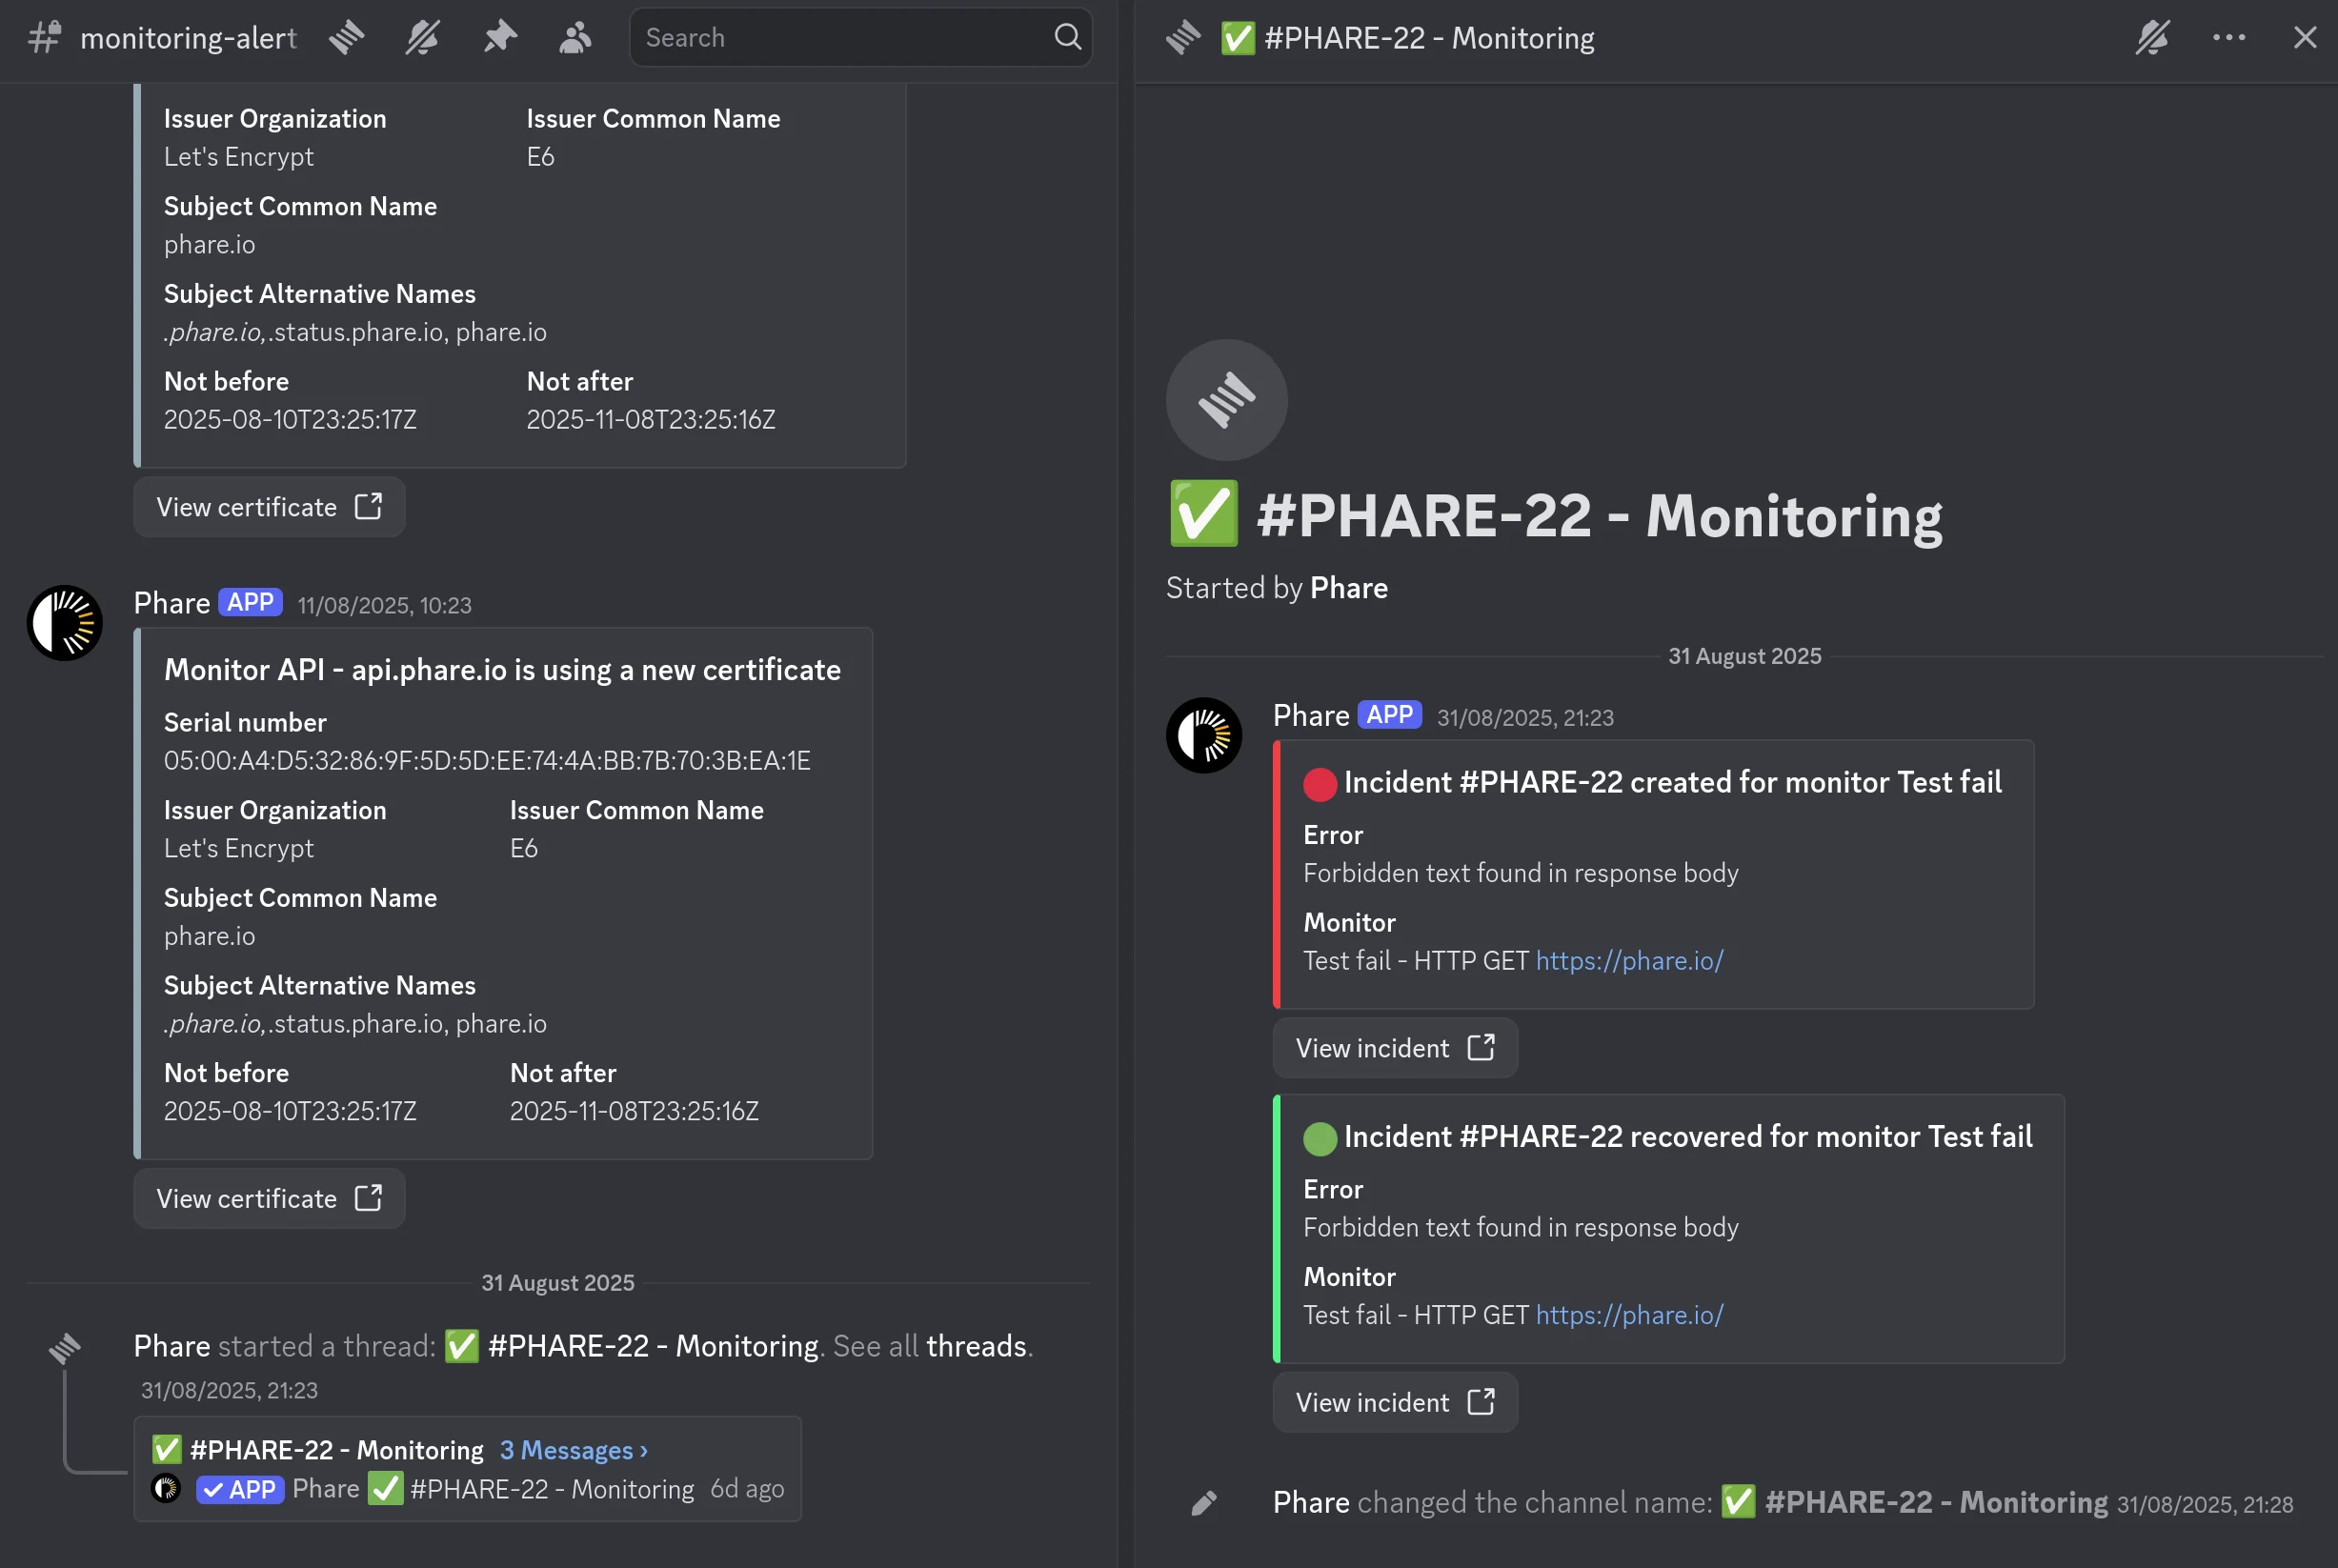 monitoring-alert
Search
Issuer Organization
Issuer Common Name
Let's Encrypt
E6
Subject Common Name
phare.io
Subject Alternative Names
.phare.io,.status.phare.io, phare.io
Not before
Not after
2025-08-10T23:25:17Z
2025-11-08T23:25:16Z
View certificate
Phare APP 11/08/2025, 10:23
Monitor API - api.phare.io is using a new certificate
Serial number
05:00:A4:D5:32:86:9F:5D:5D:EE:74:4A:BB:7B:70:3B:EA:1E
Issuer Organization
Issuer Common Name
Let's Encrypt
E6
Subject Common Name
phare.io
Subject Alternative Names
.phare.io,.status.phare.io, phare.io
Not before
Not after
2025-08-10T23:25:17Z
2025-11-08T23:25:16Z
View certificate
31 August 2025
Phare started a thread: ✅ #PHARE-22 - Monitoring. See all threads.
31/08/2025, 21:23
✅ #PHARE-22 - Monitoring 3 Messages ›
✓ APP Phare ✅ #PHARE-22 - Monitoring 6d ago
✅ #PHARE-22 - Monitoring
✅ #PHARE-22 - Monitoring
Started by Phare
31 August 2025
Phare APP 31/08/2025, 21:23
🔴 Incident #PHARE-22 created for monitor Test fail
Error
Forbidden text found in response body
Monitor
Test fail - HTTP GET https://phare.io/
View incident
🟢 Incident #PHARE-22 recovered for monitor Test fail
Error
Forbidden text found in response body
Monitor
Test fail - HTTP GET https://phare.io/
View incident
Phare changed the channel name: ✅ #PHARE-22 - Monitoring 31/08/2025, 21:28